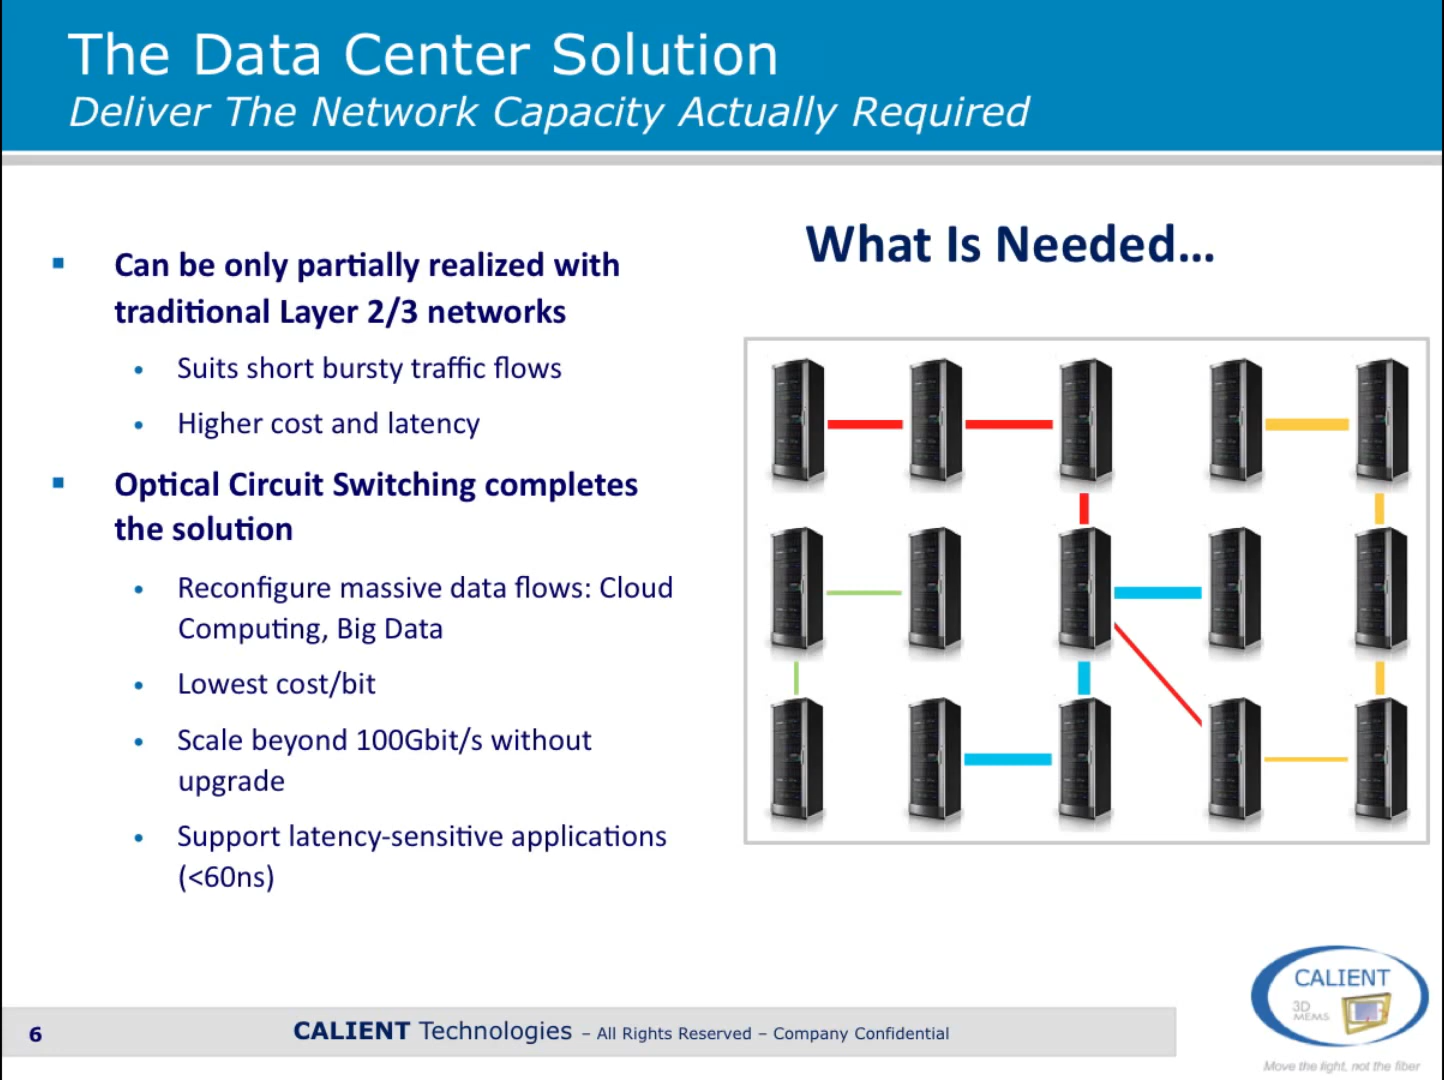 The Data Center Solution
Deliver The Network Capacity Actually Required
What Is Needed...
Can be only partially realized with
traditional Layer 2/3 networks
Suits short bursty traffic flows
Higher cost and latency
Optical Circuit Switching completes
the solution
Reconfigure massive data flows: Cloud
Computing, Big Data
Lowest cost/bit
Scale beyond 100Gbit/s without
upgrade
Support latency-sensitive applications
(<60ns)
6
CALIENT Technologies – All Rights Reserved – Company Confidential
CALIENT
3D
MEMS
Move the light, not the fiber